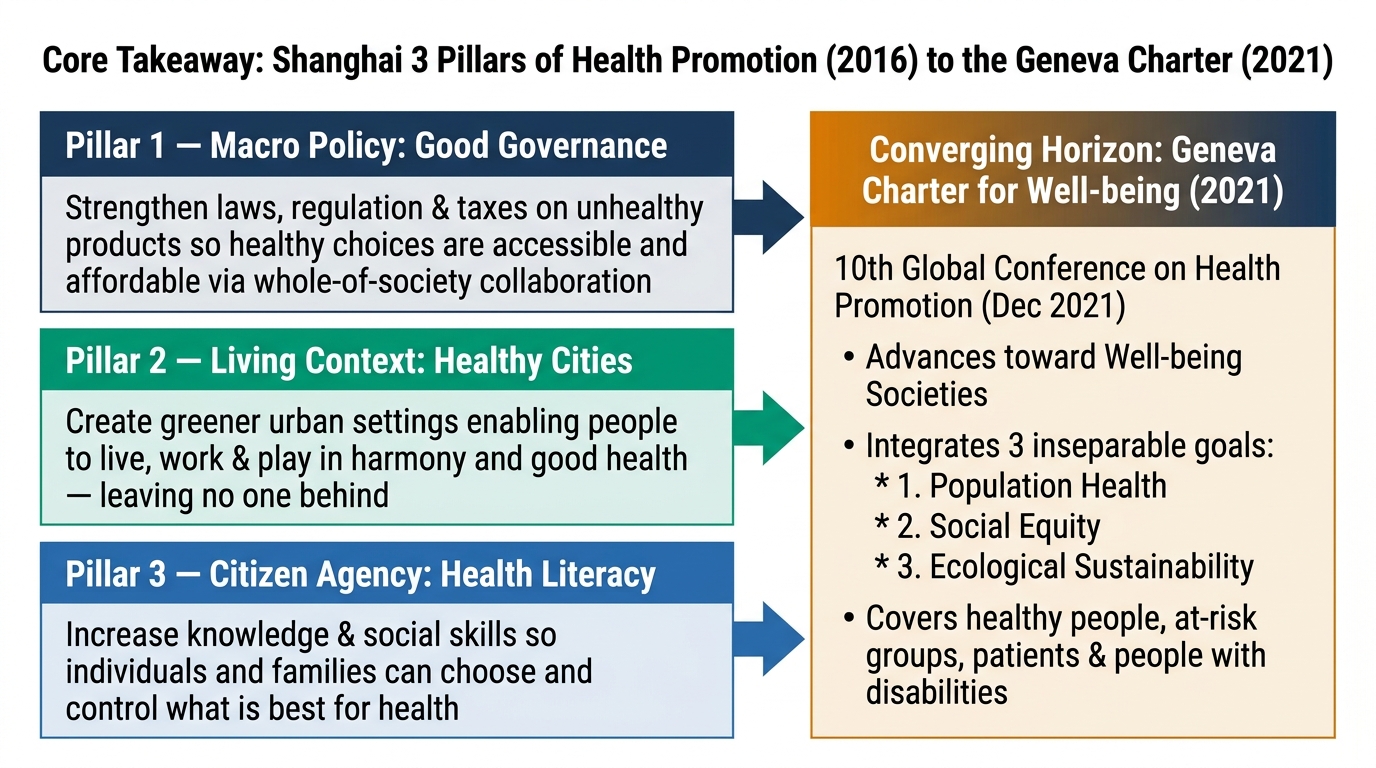 Core Takeaway: Shanghai 3 Pillars of Health Promotion (2016) to the Geneva Charter (2021)
Pillar 1 — Macro Policy: Good Governance
Strengthen laws, regulation & taxes on unhealthy
products so healthy choices are accessible and
affordable via whole-of-society collaboration
Pillar 2 — Living Context: Healthy Cities
Create greener urban settings enabling people
to live, work & play in harmony and good health
— leaving no one behind
Pillar 3 — Citizen Agency: Health Literacy
Increase knowledge & social skills so
individuals and families can choose and
control what is best for health
Converging Horizon: Geneva
Charter for Well-being (2021)
10th Global Conference on Health
Promotion (Dec 2021)
• Advances toward Well-being
Societies
• Integrates 3 inseparable goals:
* 1. Population Health
* 2. Social Equity
* 3. Ecological Sustainability
• Covers healthy people, at-risk
groups, patients & people with
disabilities